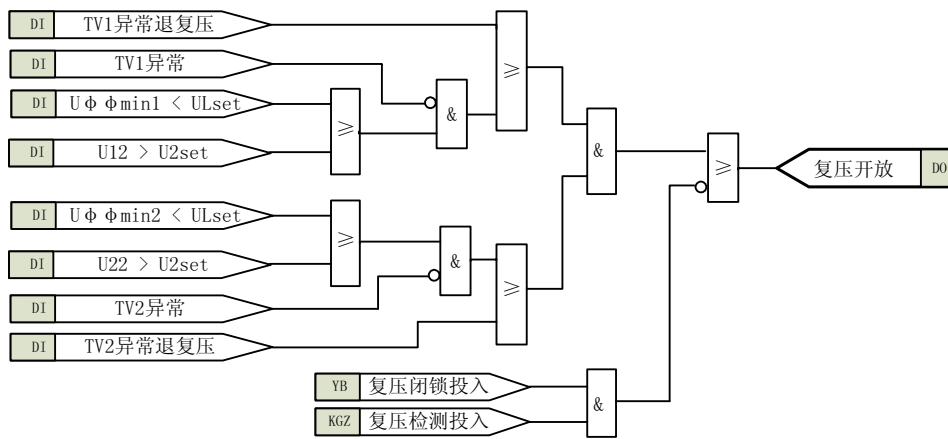 DI TV1异常退复压
DI TV1异常
DI Uφφmin1 < ULset
DI U12 > U2set
DI Uφφmin2 < ULset
DI U22 > U2set
DI TV2异常
DI TV2异常退复压
YB 复压闭锁投入
KGZ 复压检测投入
≥
&
≥
≥
&
≥
&
&
≥
复压开放 DO